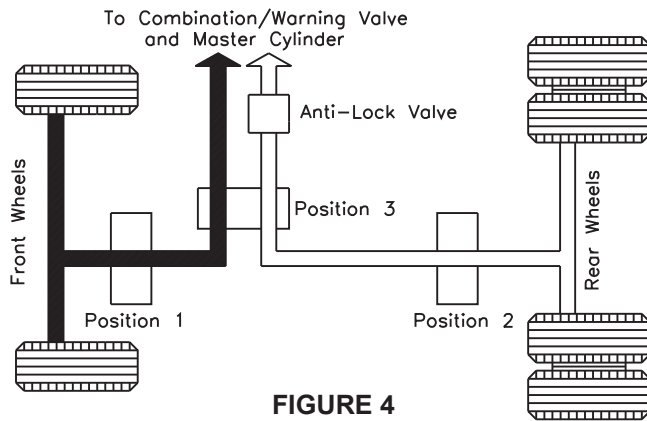 To Combination/Warning Valve
and Master Cylinder
Anti-Lock Valve
Front Wheels
Position 3
Rear Wheels
Position 1
Position 2
FIGURE 4